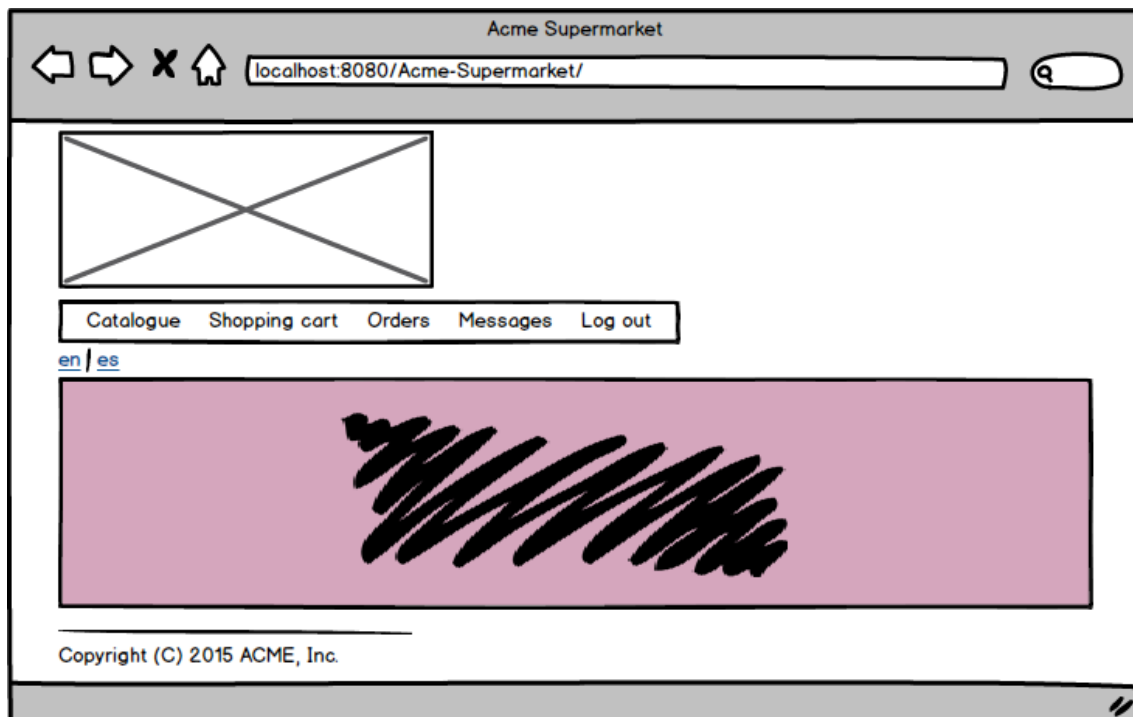 Acme Supermarket
localhost:8080/Acme-Supermarket/
Catalogue Shopping cart Orders Messages Log out
en | es
Copyright (C) 2015 ACME, Inc.